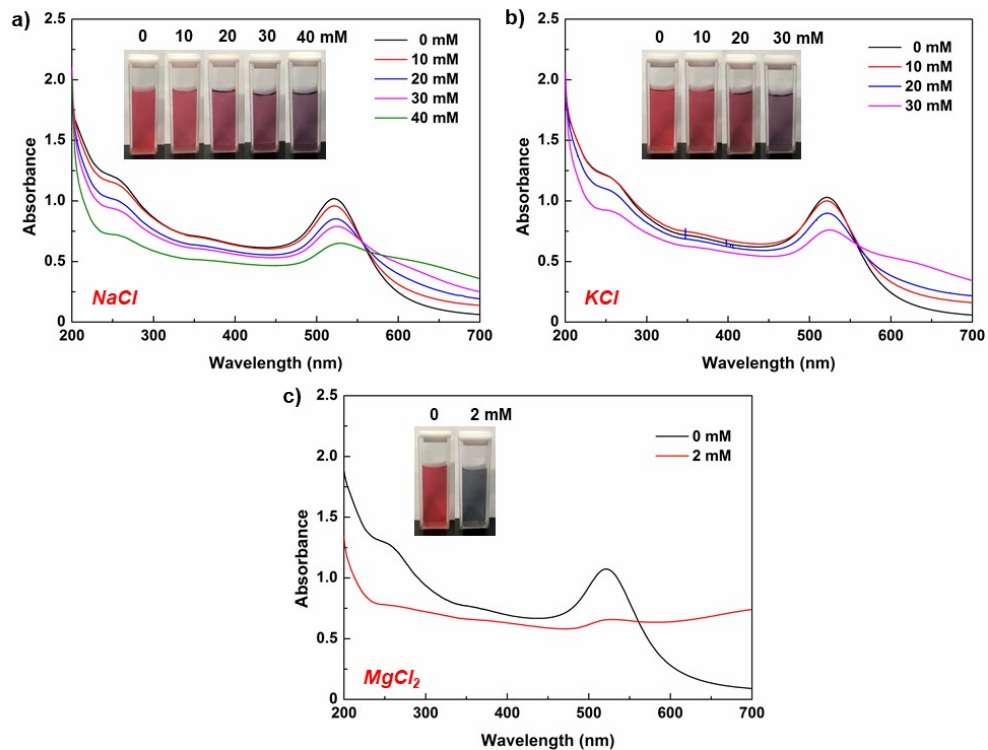 a)
2.5
2.0
1.5
1.0
0.5
0
200 300 400 500 600 700
Absorbance
Wavelength (nm)
0 10 20 30 40 mM
0 mM
10 mM
20 mM
30 mM
40 mM
NaCl
b)
2.5
2.0
1.5
1.0
0.5
0
200 300 400 500 600 700
Absorbance
Wavelength (nm)
0 10 20 30 mM
0 mM
10 mM
20 mM
30 mM
KCl
c)
2.5
2.0
1.5
1.0
0.5
0
200 300 400 500 600 700
Absorbance
Wavelength (nm)
0 2 mM
0 mM
2 mM
MgCl₂